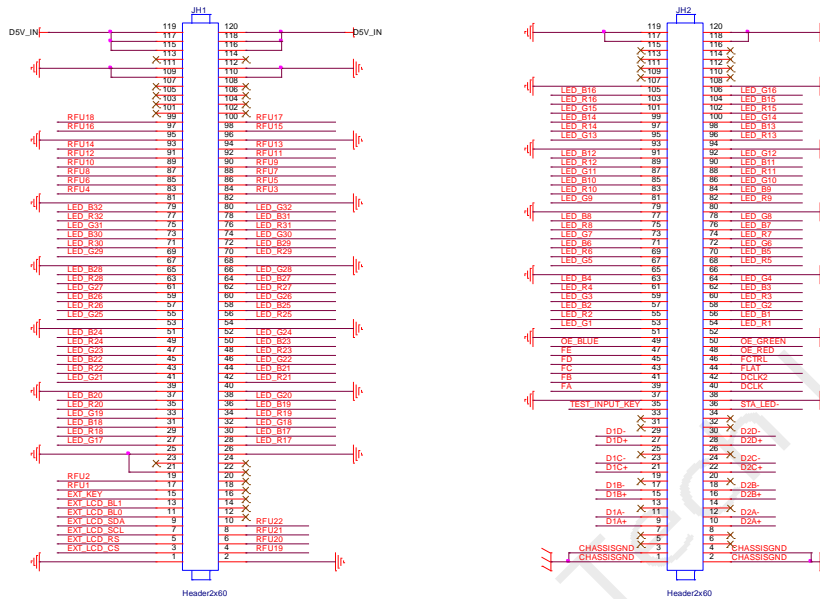 JH1
D5V_IN 119 120 D5V_IN
117 118
115 116
113 114
111 112
109 110
107 108
105 106
103 104
101 102
RFU18 99 100 RFU17
RFU16 97 98 RFU15
95 96
RFU14 93 94 RFU13
RFU12 91 92 RFU11
RFU10 89 90 RFU9
RFU8 87 88 RFU7
RFU6 85 86 RFU5
RFU4 83 84 RFU3
81 82
LED_B32 79 80 LED_G32
LED_R32 77 78 LED_B31
LED_G31 75 76 LED_R31
LED_B30 73 74 LED_G30
LED_R30 71 72 LED_B29
LED_G29 69 70 LED_R29
67 68
LED_B28 65 66 LED_G28
LED_R28 63 64 LED_B27
LED_G27 61 62 LED_R27
LED_B26 59 60 LED_G26
LED_R26 57 58 LED_B25
LED_G25 55 56 LED_R25
53 54
LED_B24 51 52 LED_G24
LED_R24 49 50 LED_B23
LED_G23 47 48 LED_R23
LED_B22 45 46 LED_G22
LED_R22 43 44 LED_B21
LED_G21 41 42 LED_R21
39 40
LED_B20 37 38 LED_G20
LED_R20 35 36 LED_B19
LED_G19 33 34 LED_R19
LED_B18 31 32 LED_G18
LED_R18 29 30 LED_B17
LED_G17 27 28 LED_R17
25 26
23 24
21 22
RFU2 19 20
RFU1 17 18
EXT_KEY 15 16
EXT_LCD_BL1 13 14
EXT_LCD_BL0 11 12
EXT_LCD_SDA 9 10 RFU22
EXT_LCD_SCL 7 8 RFU21
EXT_LCD_RS 5 6 RFU20
EXT_LCD_CS 3 4 RFU19
1 2
Header2x60
JH2
119 120
117 118
115 116
113 114
111 112
109 110
107 108
LED_B16 105 106 LED_G16
LED_R16 103 104 LED_B15
LED_G15 101 102 LED_R15
LED_B14 99 100 LED_G14
LED_R14 97 98 LED_B13
LED_G13 95 96 LED_R13
93 94
LED_B12 91 92 LED_G12
LED_R12 89 90 LED_B11
LED_G11 87 88 LED_R11
LED_B10 85 86 LED_G10
LED_R10 83 84 LED_B9
LED_G9 81 82 LED_R9
79 80
LED_B8 77 78 LED_G8
LED_R8 75 76 LED_B7
LED_G7 73 74 LED_R7
LED_B6 71 72 LED_G6
LED_R6 69 70 LED_B5
LED_G5 67 68 LED_R5
65 66
LED_B4 63 64 LED_G4
LED_R4 61 62 LED_B3
LED_G3 59 60 LED_R3
LED_B2 57 58 LED_G2
LED_R2 55 56 LED_B1
LED_G1 53 54 LED_R1
51 52
OE_BLUE 49 50 OE_GREEN
FE 47 48 OE_RED
FD 45 46 FCTRL
FC 43 44 FLAT
FB 41 42 DCLK2
FA 39 40 DCLK
37 38
TEST_INPUT_KEY 35 36 STA_LED-
33 34
31 32
D1D- 29 30 D2D-
D1D+ 27 28 D2D+
25 26
D1C- 23 24 D2C-
D1C+ 21 22 D2C+
19 20
D1B- 17 18 D2B-
D1B+ 15 16 D2B+
13 14
D1A- 11 12 D2A-
D1A+ 9 10 D2A+
7 8
5 6
CHASSISGND 3 4 CHASSISGND
CHASSISGND 1 2 CHASSISGND
Header2x60
Tech